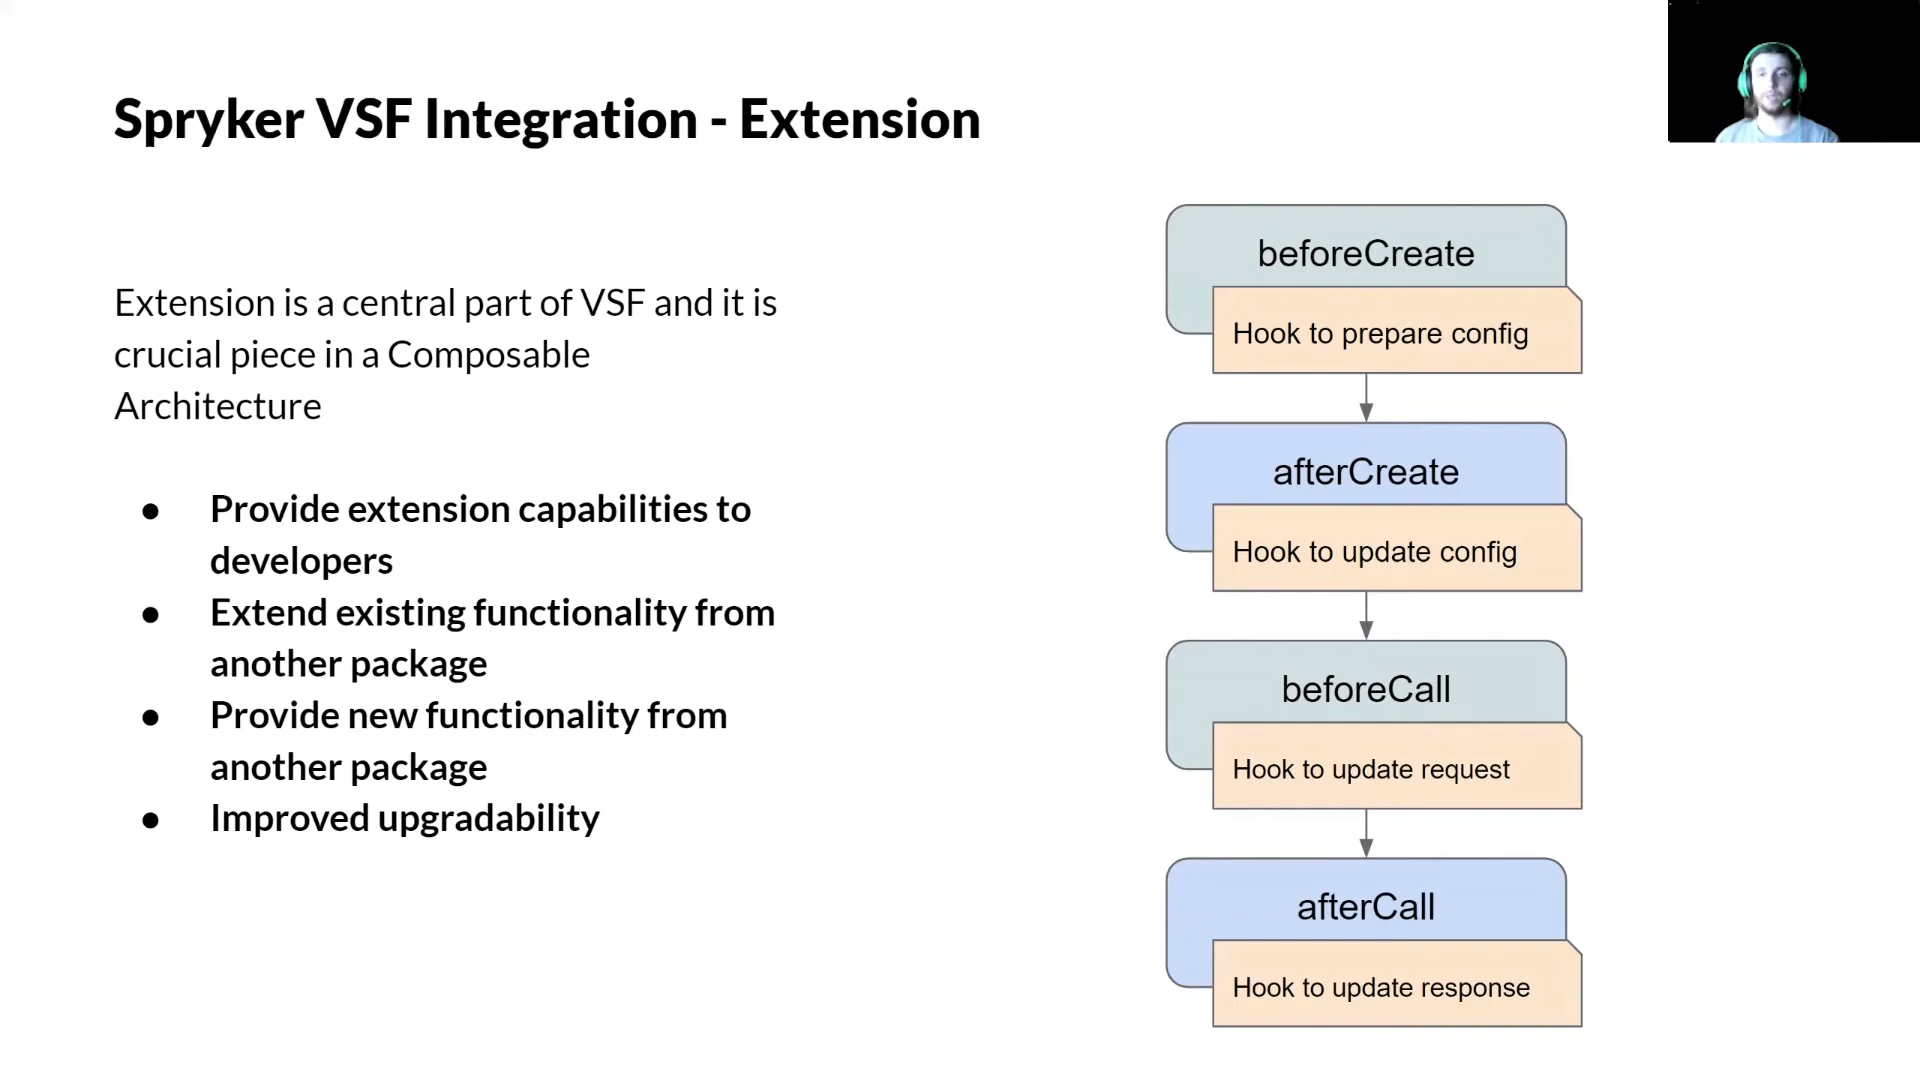 Spryker VSF Integration - Extension
Extension is a central part of VSF and it is
crucial piece in a Composable
Architecture
● Provide extension capabilities to
developers
● Extend existing functionality from
another package
● Provide new functionality from
another package
● Improved upgradability
beforeCreate
Hook to prepare config
afterCreate
Hook to update config
beforeCall
Hook to update request
afterCall
Hook to update response